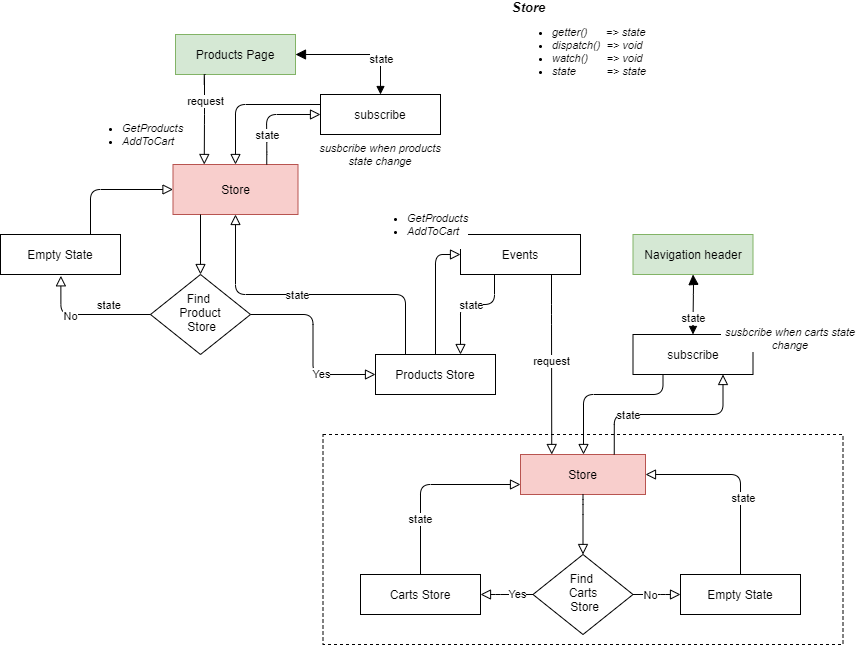 Store
getter() => state
dispatch() => void
watch() => void
state => state
Products Page
state
request
subscribe
state
susbcribe when products
state change
GetProducts
AddToCart
Store
GetProducts
AddToCart
Empty State
Events
Navigation header
Find
Product
Store
state
No
state
state
state
susbcribe when carts state
change
subscribe
request
Yes
Products Store
state
Store
state
state
Find
Carts
Store
Carts Store
Yes
No
Empty State